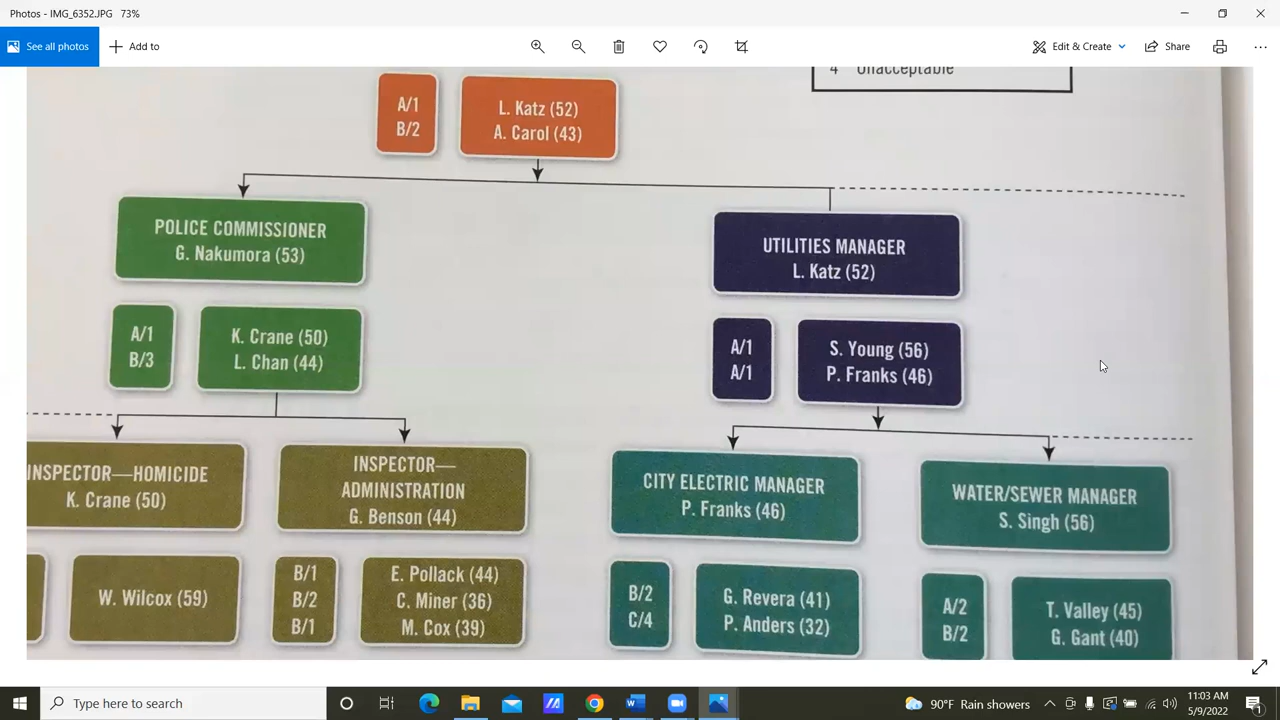 Photos - IMG_6352.JPG 73%
See all photos
Add to
Edit & Create
Share
4 Unacceptable
A/1
B/2
L. Katz (52)
A. Carol (43)
POLICE COMMISSIONER
G. Nakumora (53)
UTILITIES MANAGER
L. Katz (52)
A/1
B/3
K. Crane (50)
L. Chan (44)
A/1
A/1
S. Young (56)
P. Franks (46)
INSPECTOR—HOMICIDE
K. Crane (50)
INSPECTOR—
ADMINISTRATION
G. Benson (44)
CITY ELECTRIC MANAGER
P. Franks (46)
WATER/SEWER MANAGER
S. Singh (56)
W. Wilcox (59)
B/1
B/2
B/1
E. Pollack (44)
C. Miner (36)
M. Cox (39)
B/2
C/4
G. Revera (41)
P. Anders (32)
A/2
B/2
T. Valley (45)
G. Gant (40)
Type here to search
90°F Rain showers
11:03 AM
5/9/2022
1